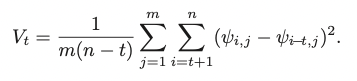 $V_t = \frac{1}{m(n-t)} \sum_{j=1}^{m} \sum_{i=t+1}^{n} (\psi_{i,j} - \psi_{i-t,j})^2.$